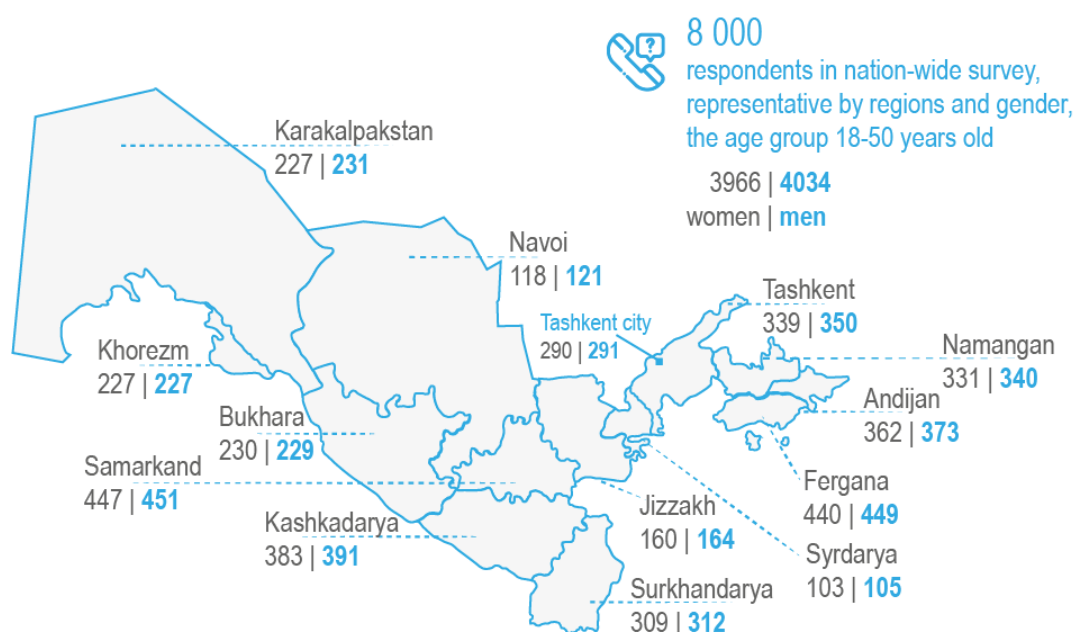 8 000
respondents in nation-wide survey,
representative by regions and gender,
the age group 18-50 years old
3966 | 4034
women | men
?
Karakalpakstan
227 | 231
Navoi
118 | 121
Tashkent
339 | 350
Tashkent city
290 | 291
Namangan
331 | 340
Khorezm
227 | 227
Andijan
362 | 373
Bukhara
230 | 229
Samarkand
447 | 451
Fergana
440 | 449
Jizzakh
160 | 164
Kashkadarya
383 | 391
Syrdarya
103 | 105
Surkhandarya
309 | 312